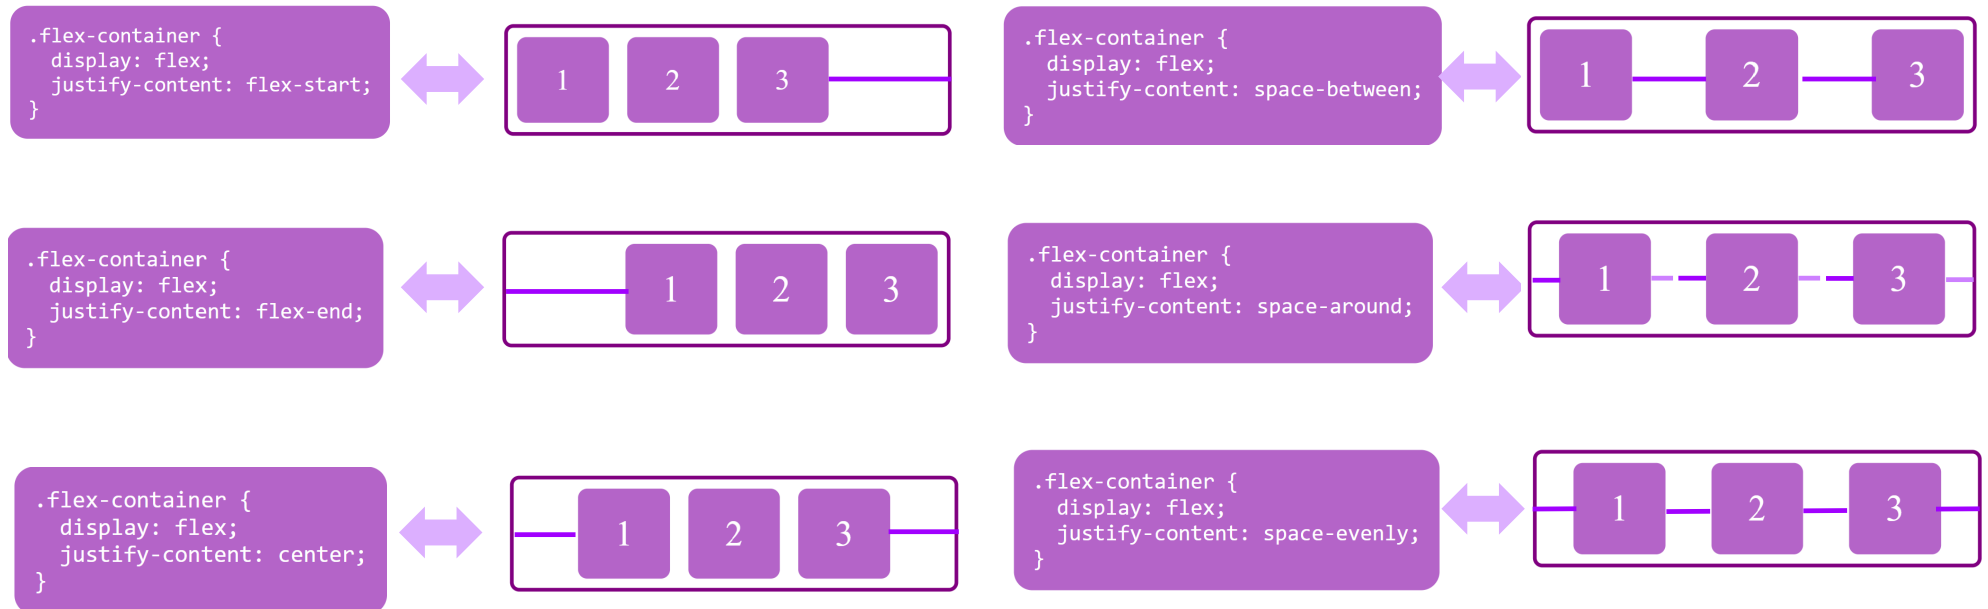 .flex-container {
  display: flex;
  justify-content: flex-start;
}
1 2 3
.flex-container {
  display: flex;
  justify-content: space-between;
}
1 2 3
.flex-container {
  display: flex;
  justify-content: flex-end;
}
1 2 3
.flex-container {
  display: flex;
  justify-content: space-around;
}
1 2 3
.flex-container {
  display: flex;
  justify-content: center;
}
1 2 3
.flex-container {
  display: flex;
  justify-content: space-evenly;
}
1 2 3